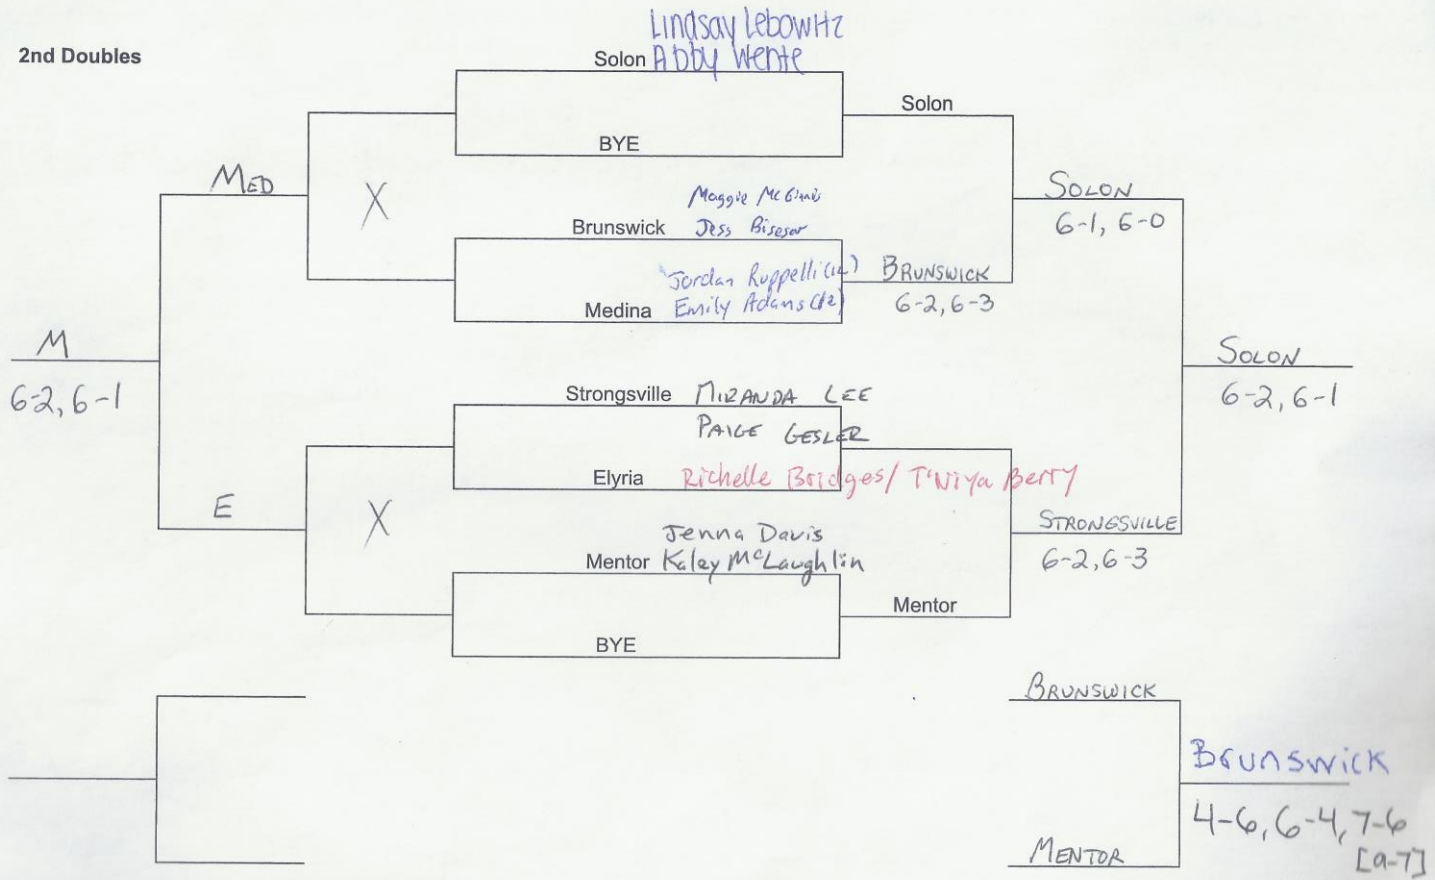 2nd Doubles
Lindsay Lebowitz
Solon Abby Wente
Solon
BYE
MED
X
Maggie McGinnis
Brunswick Jess Bisesar
SOLON
6-1, 6-0
Jordan Ruppelli (12)
Medina Emily Adams (12)
BRUNSWICK
6-2, 6-3
M
6-2, 6-1
SOLON
6-2, 6-1
Strongsville MIRANDA LEE
PAIGE GESLER
Elyria Richelle Bridges/ T'Niya Berry
E
X
Jenna Davis
Mentor Kaley McLaughlin
STRONGSVILLE
6-2, 6-3
Mentor
BYE
BRUNSWICK
Brunswick
4-6, 6-4, 7-6
[9-7]
MENTOR